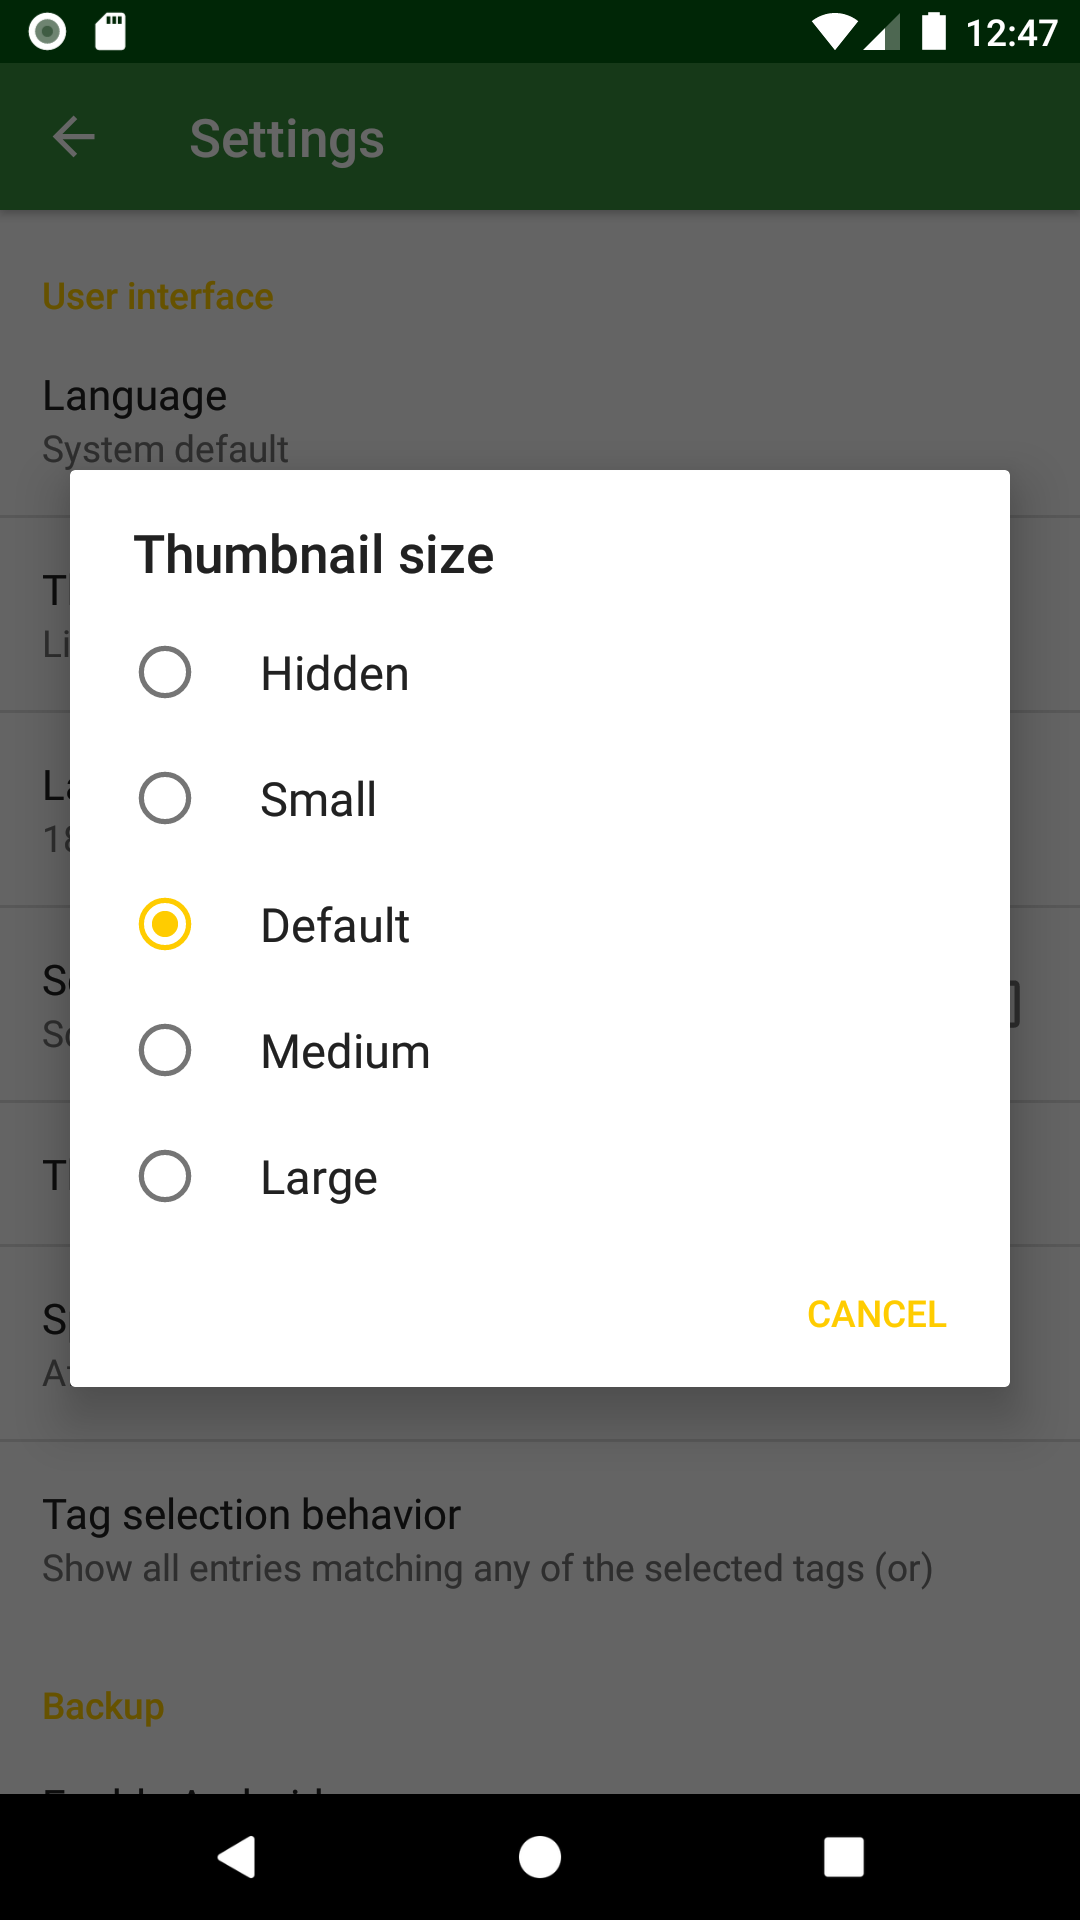 12:47
Settings
User interface
Language
System default
Thumbnail size
Hidden
Small
Default
Medium
Large
CANCEL
Tag selection behavior
Show all entries matching any of the selected tags (or)
Backup